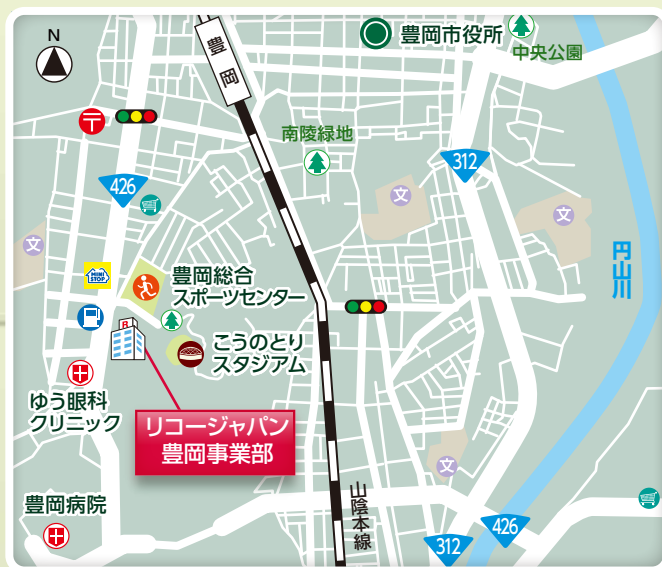 N
豊岡
豊岡市役所
中央公園
〒
南陵緑地
312
426
文
文
文
円山川
MINI
STOP
豊岡総合
スポーツセンター
こうのとり
スタジアム
R
ゆう眼科
クリニック
リコージャパン
豊岡事業部
文
豊岡病院
山陰本線
426
312